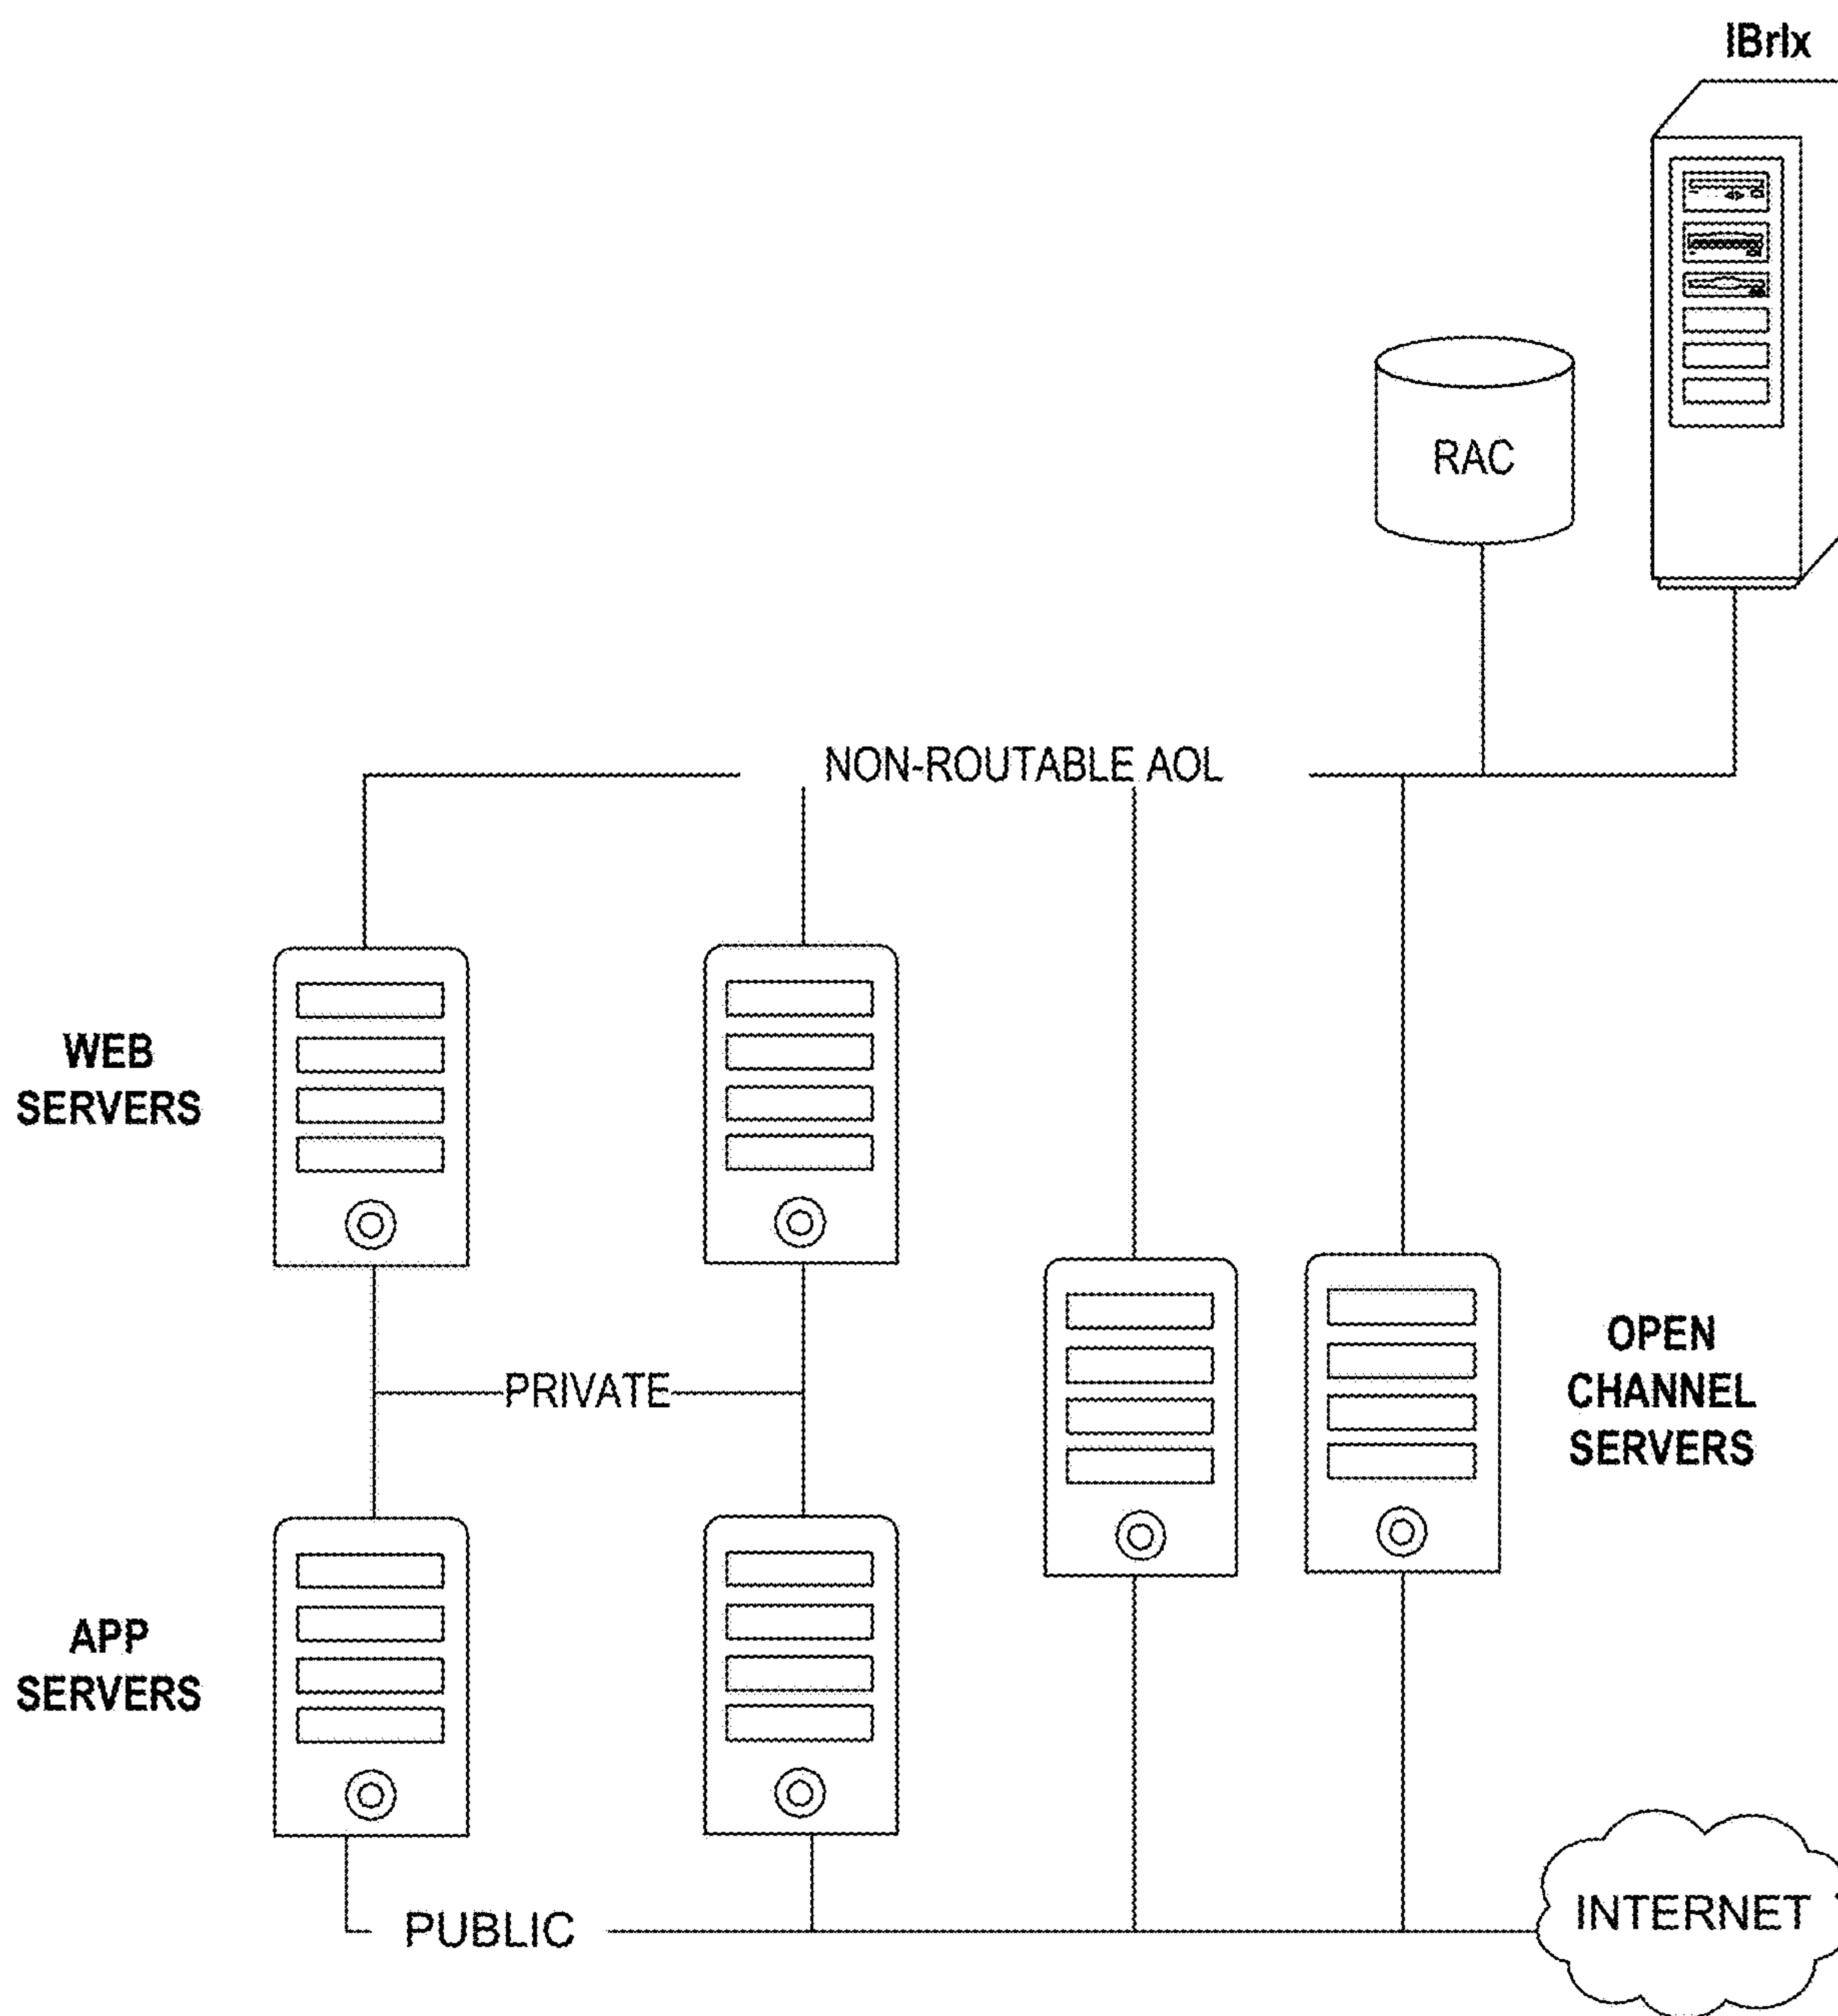 IBrIx
RAC
NON-ROUTABLE AOL
WEB
SERVERS
PRIVATE
OPEN
CHANNEL
SERVERS
APP
SERVERS
PUBLIC
INTERNET